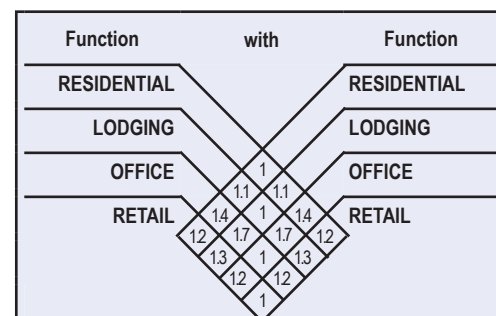 Function with Function
RESIDENTIAL RESIDENTIAL
LODGING LODGING
OFFICE OFFICE
RETAIL RETAIL
1
1.1 1.1
1.4 1 1.4
1.2 1.7 1.7 1.2
1.3 1 1.3
1.2 1.2
1